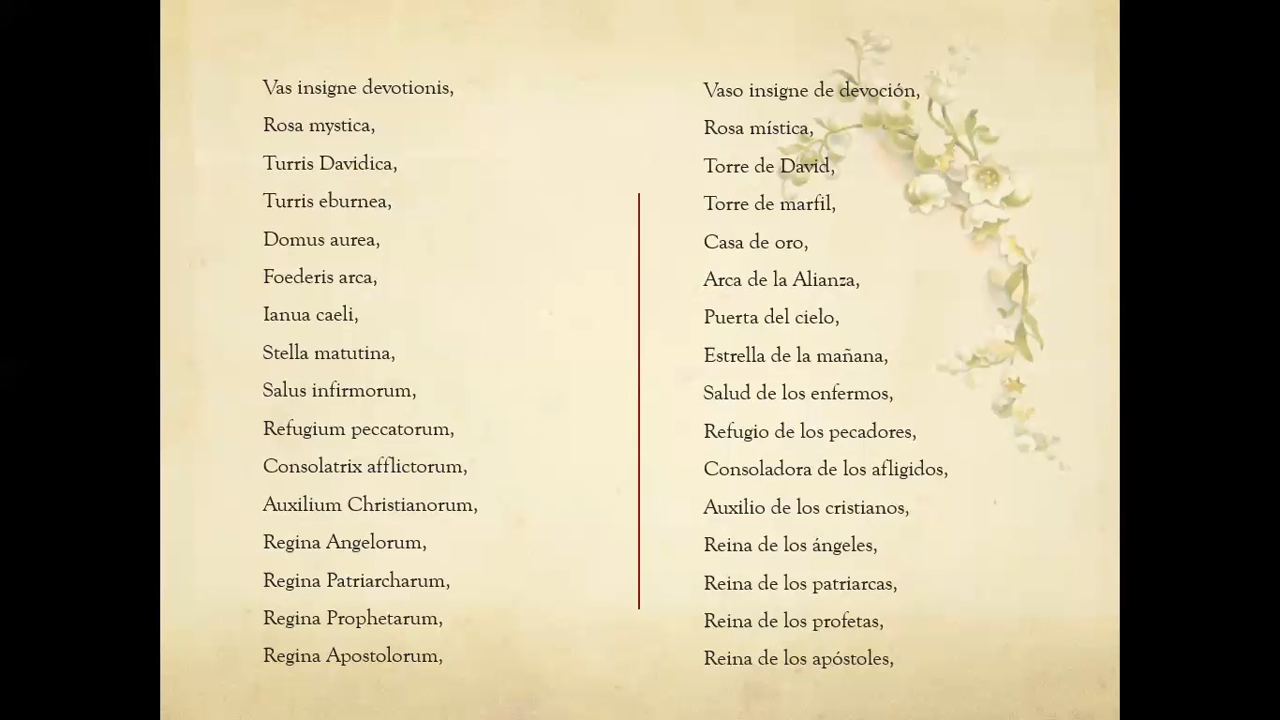 Vas insigne devotionis,
Rosa mystica,
Turris Davidica,
Turris eburnea,
Domus aurea,
Foederis arca,
Ianua caeli,
Stella matutina,
Salus infirmorum,
Refugium peccatorum,
Consolatrix afflictorum,
Auxilium Christianorum,
Regina Angelorum,
Regina Patriarcharum,
Regina Prophetarum,
Regina Apostolorum,
Vaso insigne de devoción,
Rosa mística,
Torre de David,
Torre de marfil,
Casa de oro,
Arca de la Alianza,
Puerta del cielo,
Estrella de la mañana,
Salud de los enfermos,
Refugio de los pecadores,
Consoladora de los afligidos,
Auxilio de los cristianos,
Reina de los ángeles,
Reina de los patriarcas,
Reina de los profetas,
Reina de los apóstoles,